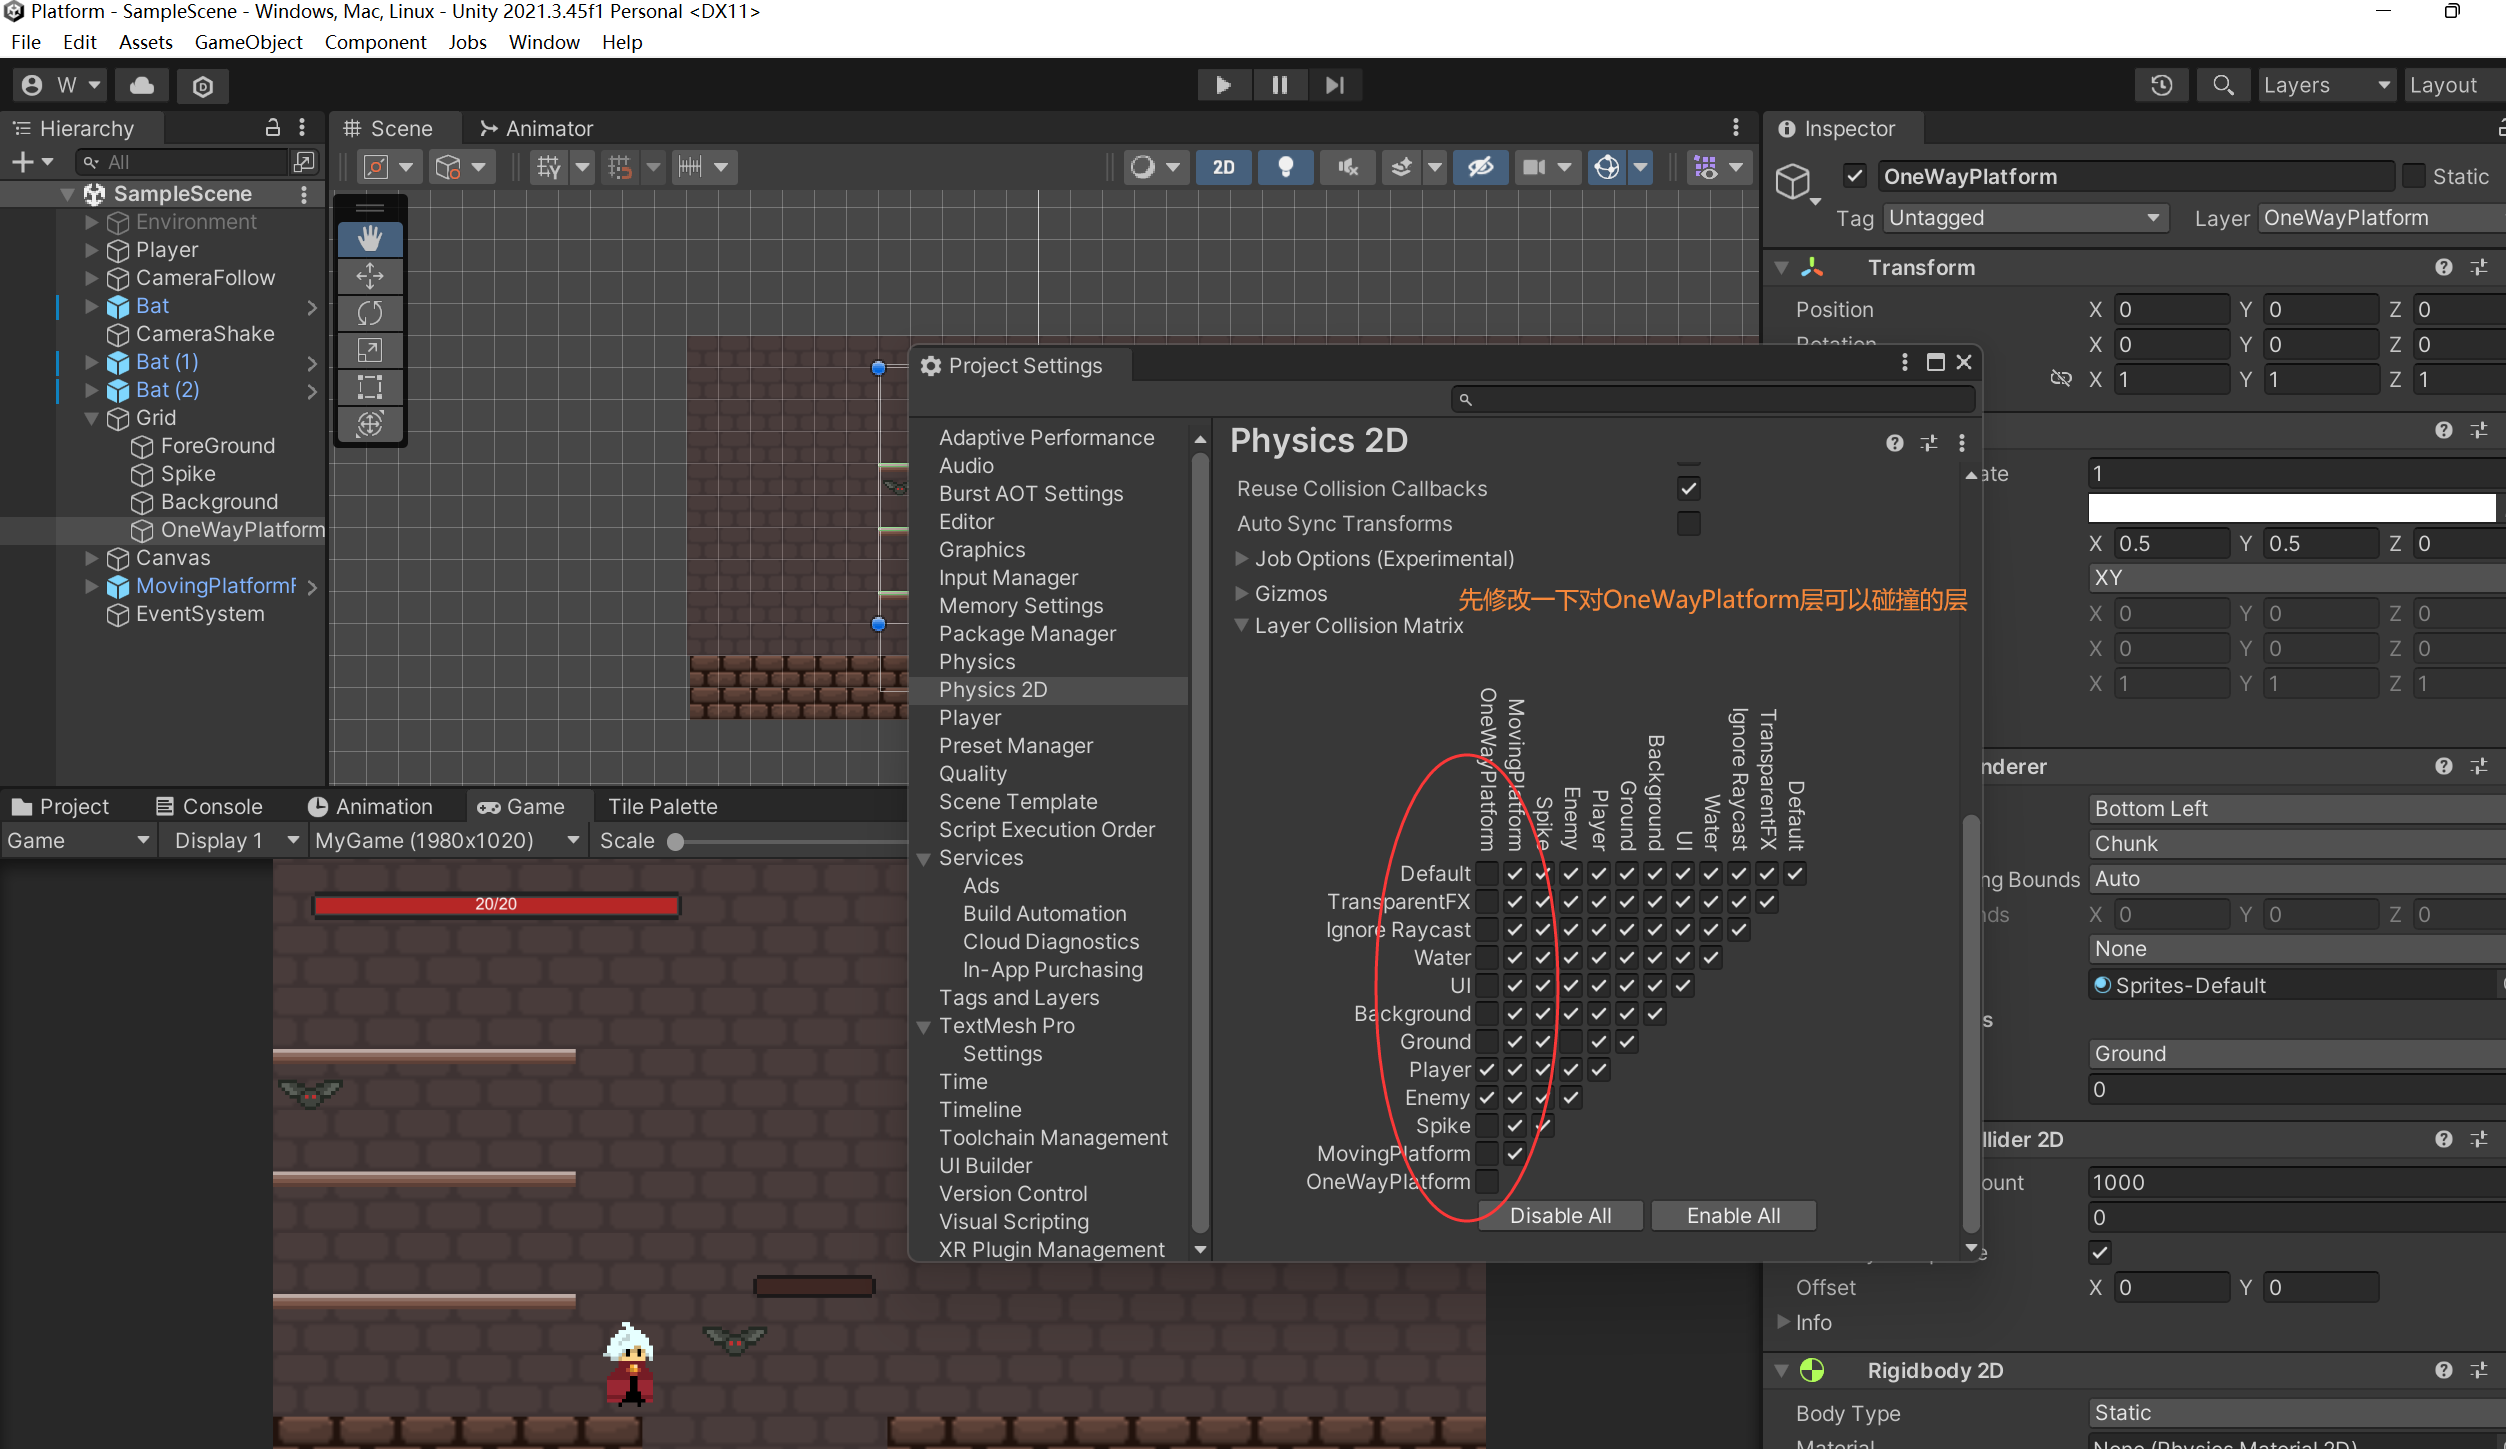 Platform - SampleScene - Windows, Mac, Linux - Unity 2021.3.45f1 Personal <DX11>
File Edit Assets GameObject Component Jobs Window Help
W
Layers
Layout
Hierarchy
All
SampleScene
Environment
Player
CameraFollow
Bat
CameraShake
Bat (1)
Bat (2)
Grid
ForeGround
Spike
Background
OneWayPlatform
Canvas
MovingPlatformF
EventSystem
Scene
Animator
2D
Inspector
OneWayPlatform
Static
Tag Untagged
Layer OneWayPlatform
Transform
Position X 0 Y 0 Z 0
Rotation X 0 Y 0 Z 0
X 1 Y 1 Z 1
ate 1
X 0.5 Y 0.5 Z 0
XY
X 0 Y 0 Z 0
X 0 Y 0 Z 0
X 1 Y 1 Z 1
nderer
Bottom Left
Chunk
ng Bounds Auto
nds X 0 Y 0 Z 0
None
Sprites-Default
s
Ground
0
llider 2D
ount 1000
0
Offset X 0 Y 0
Info
Rigidbody 2D
Body Type Static
Material None (Physics Material 2D)
Project Settings
Adaptive Performance
Audio
Burst AOT Settings
Editor
Graphics
Input Manager
Memory Settings
Package Manager
Physics
Physics 2D
Player
Preset Manager
Quality
Scene Template
Script Execution Order
Services
Ads
Build Automation
Cloud Diagnostics
In-App Purchasing
Tags and Layers
TextMesh Pro
Settings
Time
Timeline
Toolchain Management
UI Builder
Version Control
Visual Scripting
XR Plugin Management
Physics 2D
Reuse Collision Callbacks
Auto Sync Transforms
Job Options (Experimental)
Gizmos
先修改一下对OneWayPlatform层可以碰撞的层
Layer Collision Matrix
OneWayPlatform
MovingPlatform
Spike
Enemy
Player
Ground
Background
UI
Water
Ignore Raycast
TransparentFX
Default
Default
TransparentFX
Ignore Raycast
Water
UI
Background
Ground
Player
Enemy
Spike
MovingPlatform
OneWayPlatform
Disable All
Enable All
Project
Console
Animation
Game
Tile Palette
Game
Display 1
MyGame (1980x1020)
Scale
20/20